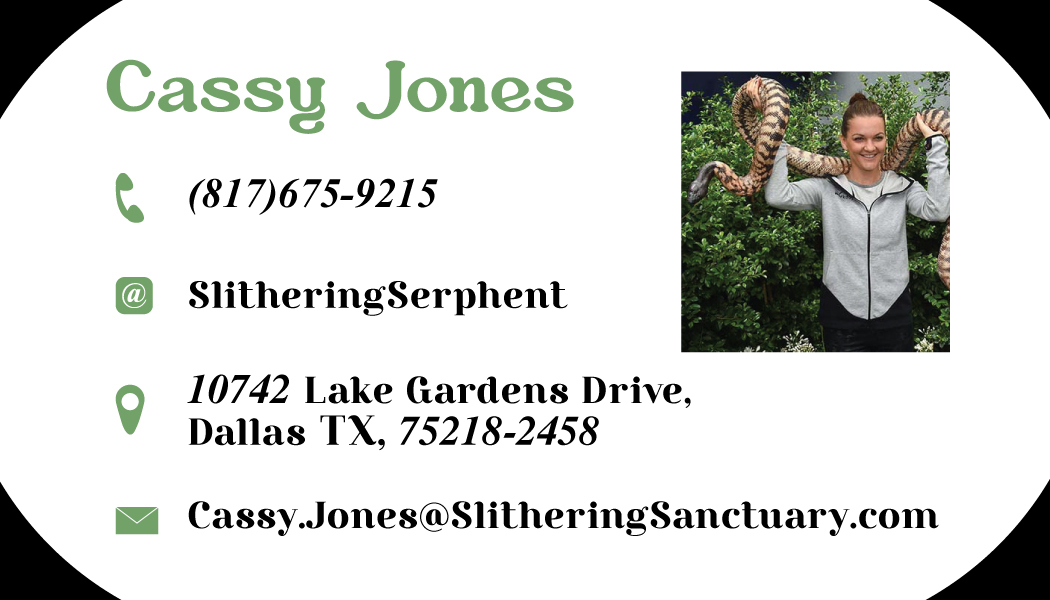 Cassy Jones
(817)675-9215
@
SlitheringSerphent
10742 Lake Gardens Drive,
Dallas TX, 75218-2458
Cassy.Jones@SlitheringSanctuary.com